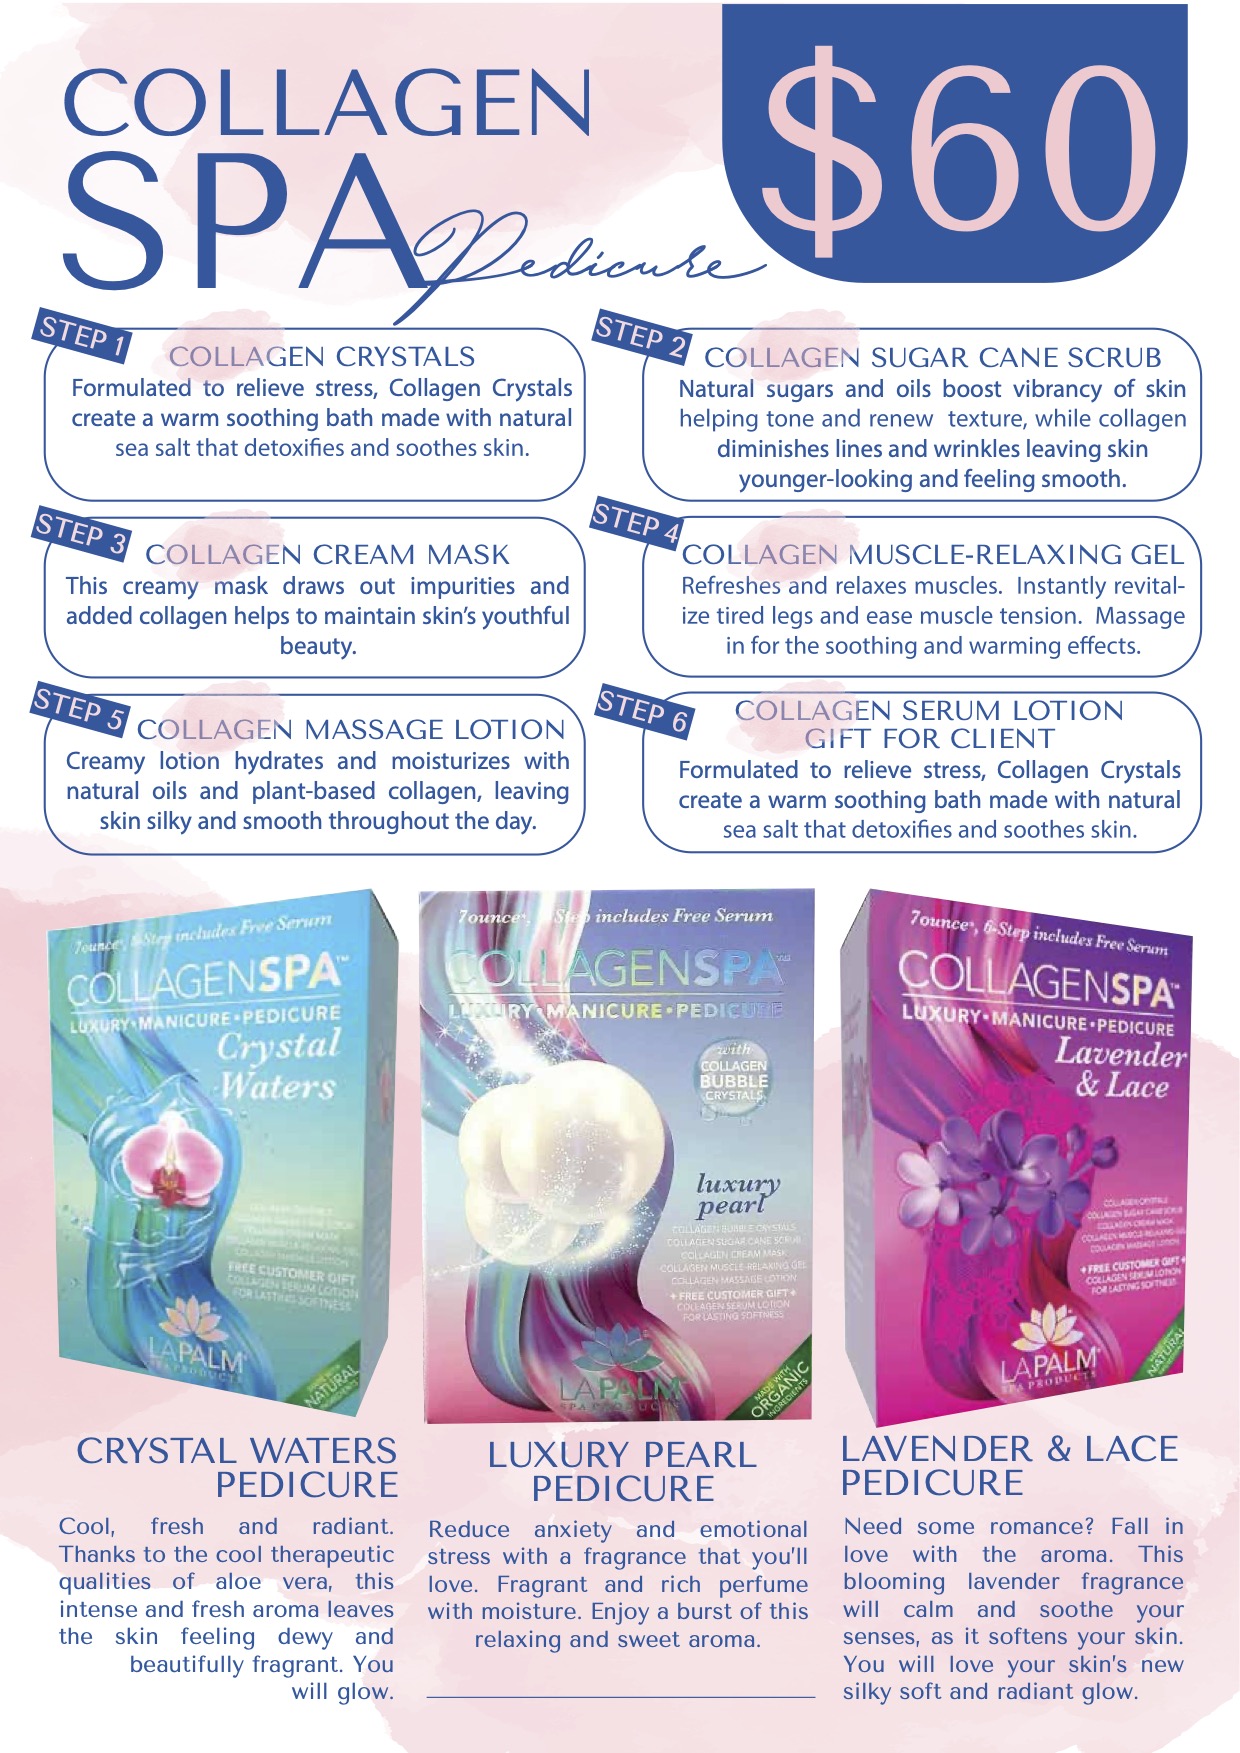 COLLAGEN
SPA
Pedicure
$60
STEP 1
COLLAGEN CRYSTALS
Formulated to relieve stress, Collagen Crystals
create a warm soothing bath made with natural
sea salt that detoxifies and soothes skin.
STEP 2
COLLAGEN SUGAR CANE SCRUB
Natural sugars and oils boost vibrancy of skin
helping tone and renew texture, while collagen
diminishes lines and wrinkles leaving skin
younger-looking and feeling smooth.
STEP 3
COLLAGEN CREAM MASK
This creamy mask draws out impurities and
added collagen helps to maintain skin's youthful
beauty.
STEP 4
COLLAGEN MUSCLE-RELAXING GEL
Refreshes and relaxes muscles. Instantly revital-
ize tired legs and ease muscle tension. Massage
in for the soothing and warming effects.
STEP 5
COLLAGEN MASSAGE LOTION
Creamy lotion hydrates and moisturizes with
natural oils and plant-based collagen, leaving
skin silky and smooth throughout the day.
STEP 6
COLLAGEN SERUM LOTION
GIFT FOR CLIENT
Formulated to relieve stress, Collagen Crystals
create a warm soothing bath made with natural
sea salt that detoxifies and soothes skin.
7ounce*, 6-Step includes Free Serum
COLLAGENSPA™
LUXURY•MANICURE•PEDICURE
Crystal
Waters
FREE CUSTOMER GIFT
COLLAGEN SERUM LOTION
FOR LASTING SOFTNESS
LAPALM®
SPA PRODUCTS
NATURAL
7ounce*, 6-Step includes Free Serum
COLLAGENSPA™
LUXURY•MANICURE•PEDICURE
with
COLLAGEN
BUBBLE
CRYSTALS
luxury
pearl
COLLAGEN BUBBLE CRYSTALS
COLLAGEN SUGAR CANE SCRUB
COLLAGEN CREAM MASK
COLLAGEN MUSCLE-RELAXING GEL
COLLAGEN MASSAGE LOTION
+FREE CUSTOMER GIFT+
COLLAGEN SERUM LOTION
FOR LASTING SOFTNESS
LAPALM®
SPA PRODUCTS
MADE WITH
ORGANIC
INGREDIENTS
7ounce*, 6-Step includes Free Serum
COLLAGENSPA™
LUXURY•MANICURE•PEDICURE
Lavender
& Lace
COLLAGEN CRYSTALS
COLLAGEN SUGAR CANE SCRUB
COLLAGEN CREAM MASK
COLLAGEN MUSCLE-RELAXING GEL
COLLAGEN MASSAGE LOTION
+FREE CUSTOMER GIFT+
COLLAGEN SERUM LOTION
FOR LASTING SOFTNESS
LAPALM®
SPA PRODUCTS
NATURAL
CRYSTAL WATERS
PEDICURE
Cool, fresh and radiant.
Thanks to the cool therapeutic
qualities of aloe vera, this
intense and fresh aroma leaves
the skin feeling dewy and
beautifully fragrant. You
will glow.
LUXURY PEARL
PEDICURE
Reduce anxiety and emotional
stress with a fragrance that you'll
love. Fragrant and rich perfume
with moisture. Enjoy a burst of this
relaxing and sweet aroma.
LAVENDER & LACE
PEDICURE
Need some romance? Fall in
love with the aroma. This
blooming lavender fragrance
will calm and soothe your
senses, as it softens your skin.
You will love your skin's new
silky soft and radiant glow.